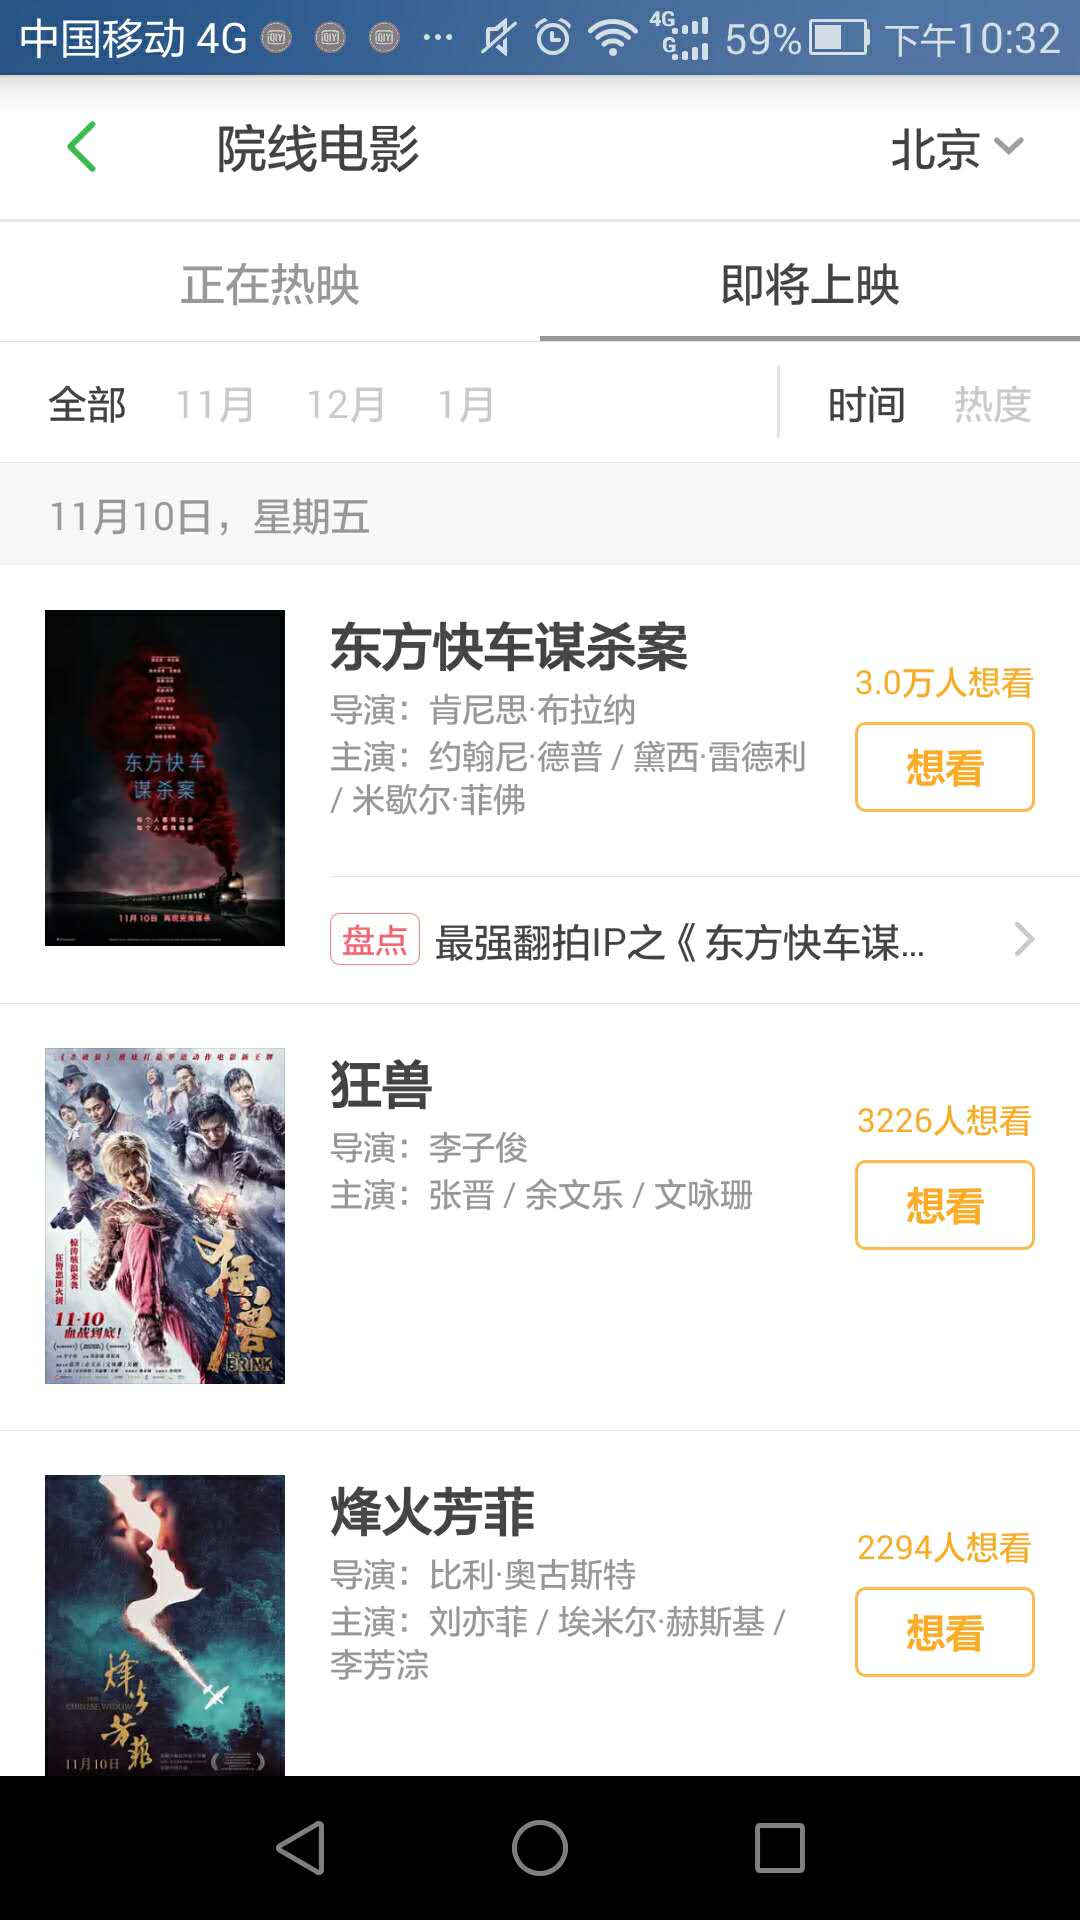 中国移动 4G 4G G 59% 下午10:32
院线电影 北京
正在热映 即将上映
全部 11月 12月 1月 时间 热度
11月10日，星期五
东方快车谋杀案
3.0万人想看
导演：肯尼思·布拉纳
主演：约翰尼·德普 / 黛西·雷德利
/ 米歇尔·菲佛
想看
东方快车
谋杀案
11月10日
盘点 最强翻拍IP之《东方快车谋...
狂兽
3226人想看
导演：李子俊
主演：张晋 / 余文乐 / 文咏珊
想看
狂兽
THE BRINK
11·10
血战到底！
烽火芳菲
2294人想看
导演：比利·奥古斯特
主演：刘亦菲 / 埃米尔·赫斯基 /
李芳淙
想看
烽火芳菲
THE CHINESE WIDOW
11月10日